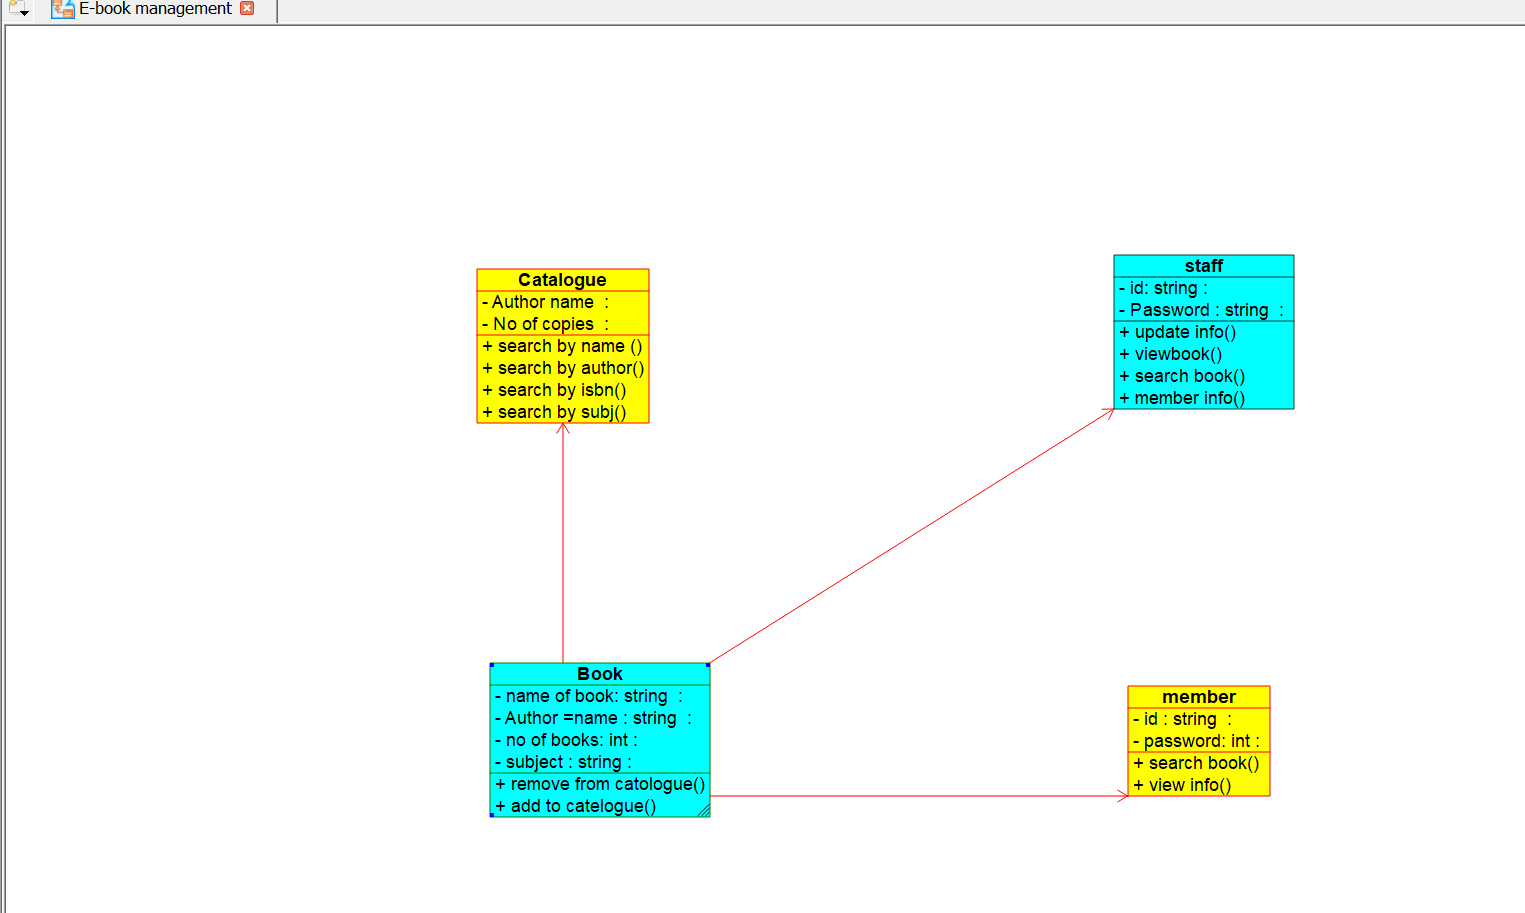 E-book management
Catalogue
- Author name  :
- No of copies  :
+ search by name ()
+ search by author()
+ search by isbn()
+ search by subj()
staff
- id: string :
- Password : string  :
+ update info()
+ viewbook()
+ search book()
+ member info()
Book
- name of book: string  :
- Author =name : string  :
- no of books: int :
- subject : string :
+ remove from catologue()
+ add to catelogue()
member
- id : string  :
- password: int :
+ search book()
+ view info()